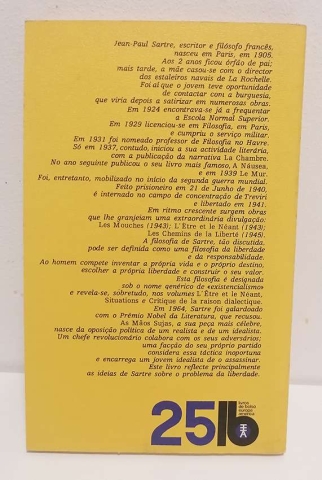 Jean-Paul Sartre, escritor e filósofo francês,
nasceu em Paris, em 1905.
Aos 2 anos ficou órfão de pai;
mais tarde, a mãe casou-se com o director
dos estaleiros navais de La Rochelle.
Foi aí que o jovem teve oportunidade
de contactar com a burguesia,
que viria depois a satirizar em numerosas obras.
Em 1924 encontrava-se já a frequentar
a Escola Normal Superior.
Em 1929 licenciou-se em Filosofia, em Paris,
e cumpriu o serviço militar.
Em 1931 foi nomeado professor de Filosofia no Havre.
Só em 1937, contudo, iniciou a sua actividade literária,
com a publicação da narrativa La Chambre.
No ano seguinte publicou o seu livro mais famoso, A Náusea,
e em 1939 Le Mur.
Foi, entretanto, mobilizado no início da segunda guerra mundial.
Feito prisioneiro em 21 de Junho de 1940,
é internado no campo de concentração de Treviri
e libertado em 1941.
Em ritmo crescente surgem obras
que lhe granjeiam uma extraordinária divulgação:
Les Mouches (1943); L'Être et le Néant (1943);
Les Chemins de la Liberté (1945).
A filosofia de Sartre, tão discutida,
pode ser definida como uma filosofia da liberdade
e da responsabilidade.
Ao homem compete inventar a própria vida e o próprio destino,
escolher a própria liberdade e construir o seu valor.
Esta filosofia é designada
sob o nome genérico de «existencialismo»
e revela-se, sobretudo, nos volumes L'Être et le Néant,
Situations e Critique de la raison dialectique.
Em 1964, Sartre foi galardoado
com o Prémio Nobel da Literatura, que recusou.
As Mãos Sujas, a sua peça mais célebre,
nasce da oposição política de um realista e de um idealista.
Um chefe revolucionário colabora com os seus adversários;
uma facção do seu próprio partido
considera essa táctica inoportuna
e encarrega um jovem idealista de o assassinar.
Este livro reflecte principalmente
as ideias de Sartre sobre o problema da liberdade.
25 lb
livros
de bolso
europa
américa